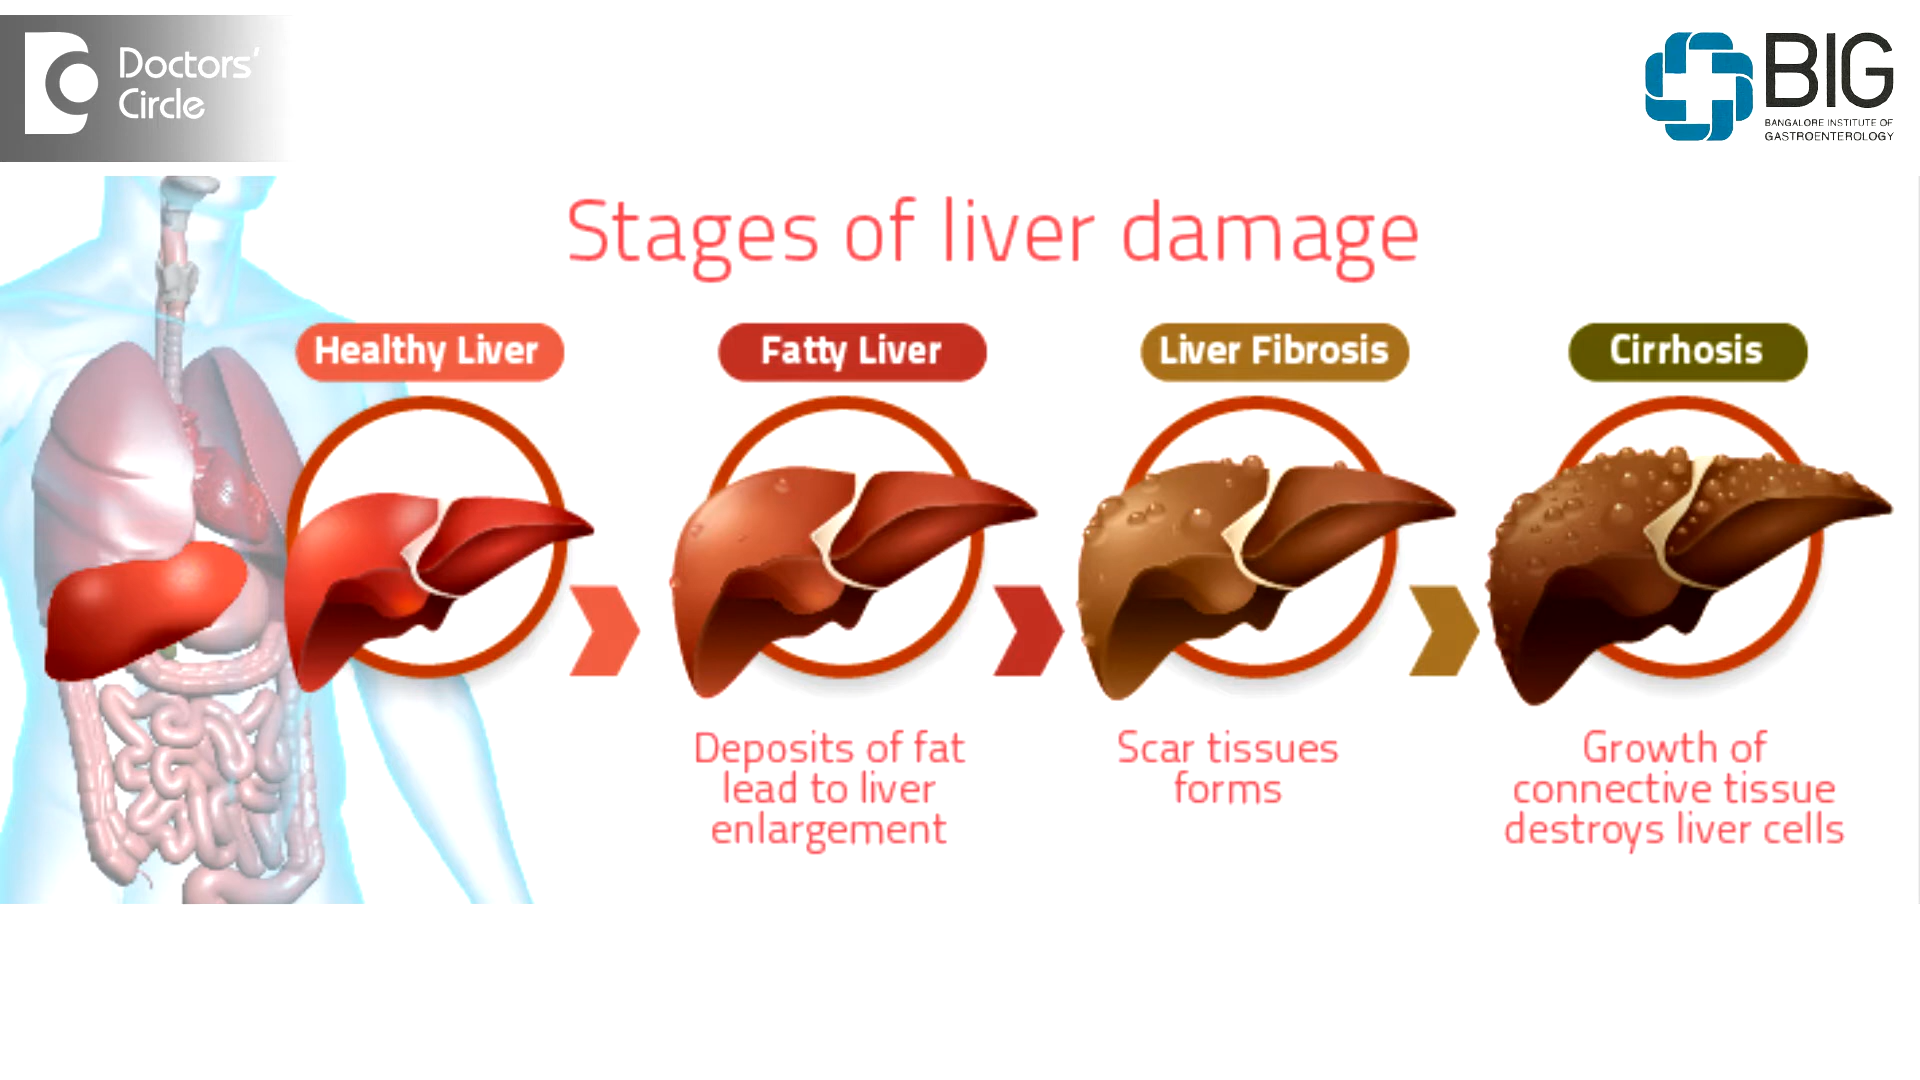 Doctors'
Circle
BIG
BANGALORE INSTITUTE OF
GASTROENTEROLOGY
Stages of liver damage
Healthy Liver
Fatty Liver
Liver Fibrosis
Cirrhosis
Deposits of fat
lead to liver
enlargement
Scar tissues
forms
Growth of
connective tissue
destroys liver cells